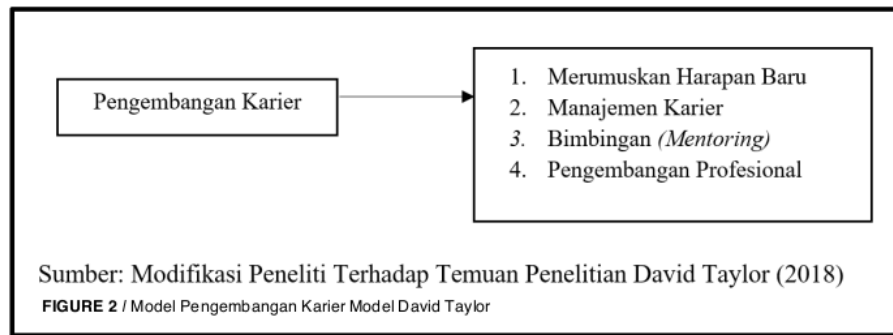 Pengembangan Karier
1. Merumuskan Harapan Baru
2. Manajemen Karier
3. Bimbingan (Mentoring)
4. Pengembangan Profesional
Sumber: Modifikasi Peneliti Terhadap Temuan Penelitian David Taylor (2018)
FIGURE 2 / Model Pengembangan Karier Model David Taylor